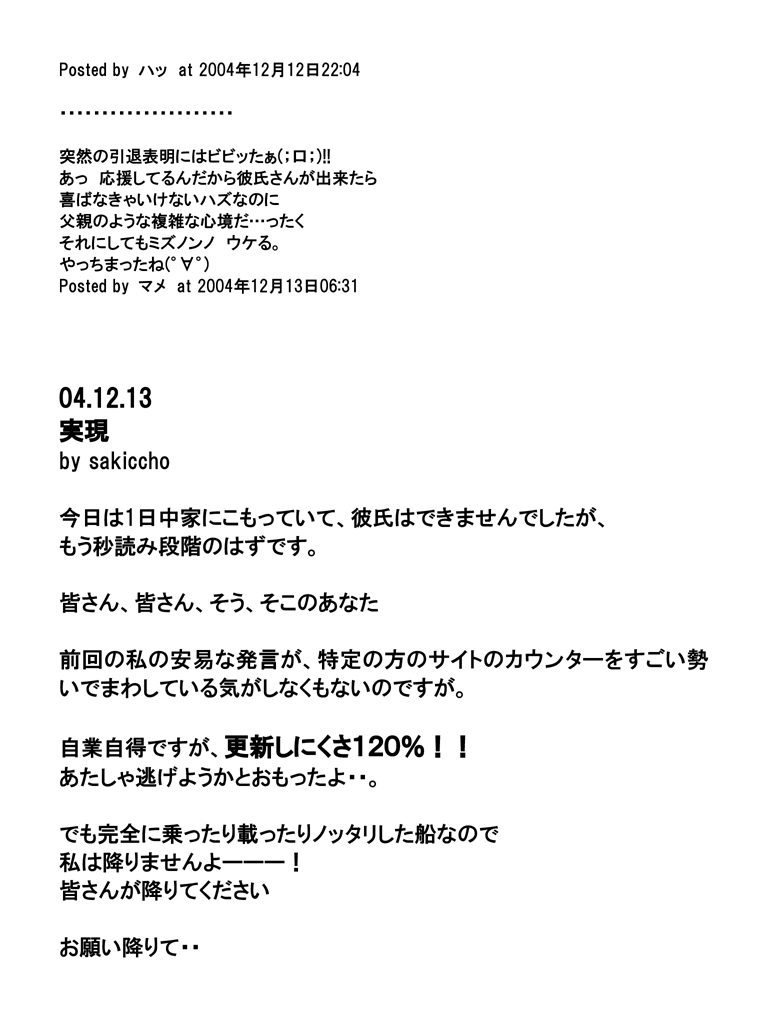 Posted by ハッ at 2004年12月12日22:04
・・・・・・・・・・・・・・・・・・・・・
突然の引退表明にはビビッたぁ(；ロ；)!!
あっ　応援してるんだから彼氏さんが出来たら
喜ばなきゃいけないハズなのに
父親のような複雑な心境だ…ったく
それにしてもミズノンノ　ウケる。
やっちまったね(ﾟ∀ﾟ)
Posted by マメ at 2004年12月13日06:31
04.12.13
実現
by sakiccho
今日は1日中家にこもっていて、彼氏はできませんでしたが、
もう秒読み段階のはずです。
皆さん、皆さん、そう、そこのあなた
前回の私の安易な発言が、特定の方のサイトのカウンターをすごい勢
いでまわしている気がしなくもないのですが。
自業自得ですが、更新しにくさ120％！！
あたしゃ逃げようかとおもったよ・・。
でも完全に乗ったり載ったりノッタリした船なので
私は降りませんよーーー！
皆さんが降りてください
お願い降りて・・